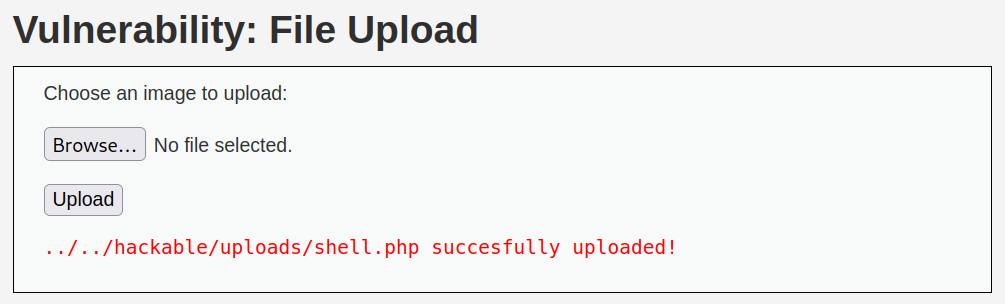 Vulnerability: File Upload
Choose an image to upload:
Browse… No file selected.
Upload
../../hackable/uploads/shell.php succesfully uploaded!